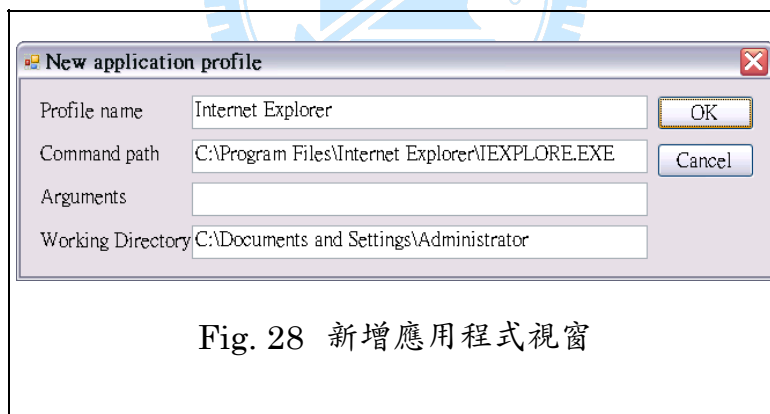 New application profile
Profile name Internet Explorer OK
Command path C:\Program Files\Internet Explorer\IEXPLORE.EXE Cancel
Arguments
Working Directory C:\Documents and Settings\Administrator
Fig. 28 新增應用程式視窗